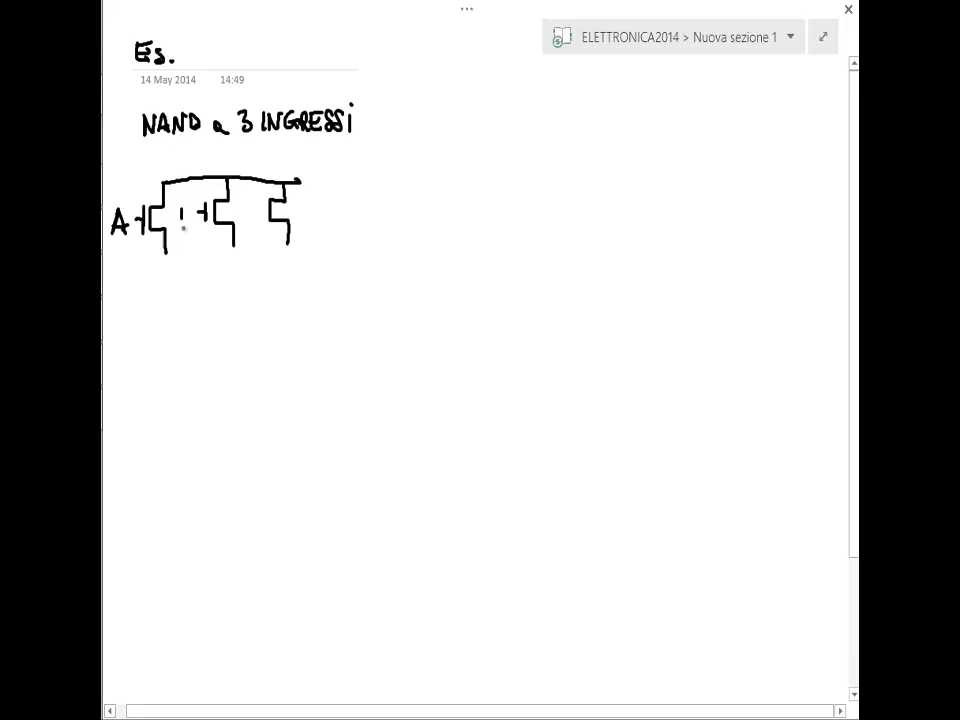 ELETTRONICA2014 > Nuova sezione 1
Es.
14 May 2014 14:49
NAND a 3 INGRESSI
A